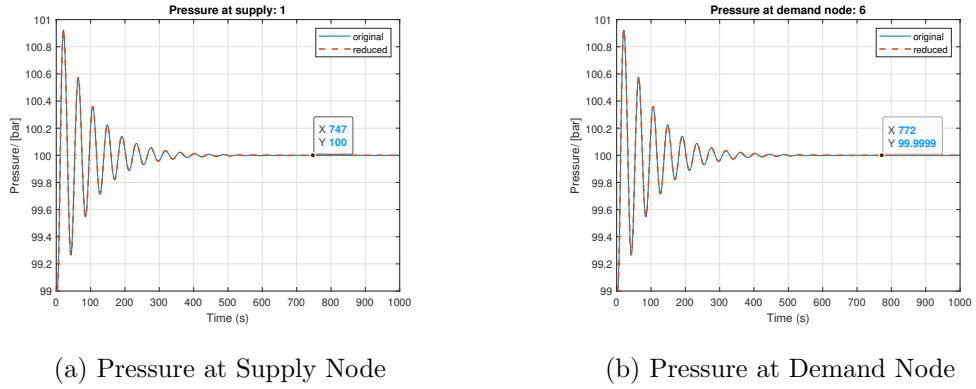 Pressure at supply: 1
101
100.8
100.6
100.4
100.2
100
99.8
99.6
99.4
99.2
99
Pressure/ [bar]
original
reduced
X 747
Y 100
0 100 200 300 400 500 600 700 800 900 1000
Time (s)
(a) Pressure at Supply Node
Pressure at demand node: 6
101
100.8
100.6
100.4
100.2
100
99.8
99.6
99.4
99.2
99
Pressure/ [bar]
original
reduced
X 772
Y 99.9999
0 100 200 300 400 500 600 700 800 900 1000
Time (s)
(b) Pressure at Demand Node